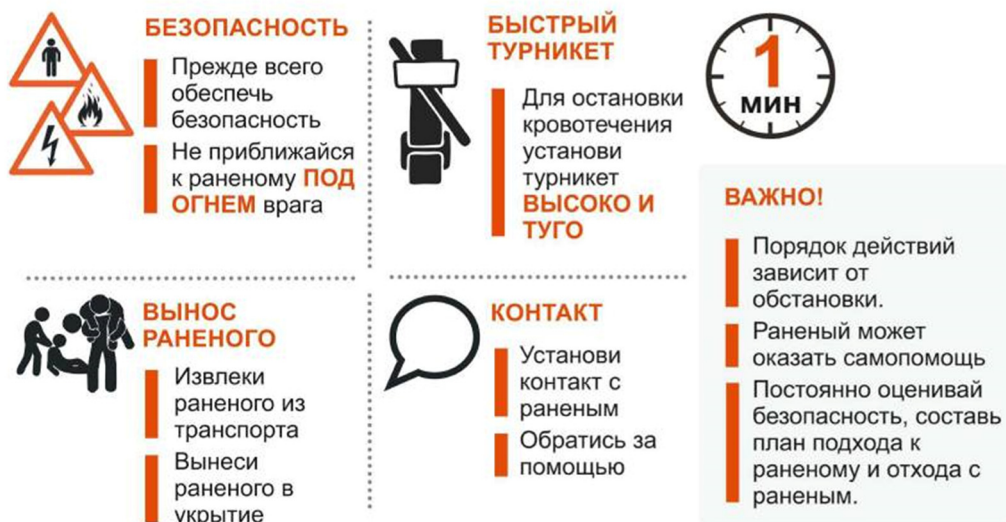 БЕЗОПАСНОСТЬ
Прежде всего
обеспечь
безопасность
Не приближайся
к раненому ПОД
ОГНЕМ врага
БЫСТРЫЙ
ТУРНИКЕТ
Для остановки
кровотечения
установи
турникет
ВЫСОКО И
ТУГО
1
МИН
ВЫНОС
РАНЕНОГО
Извлеки
раненого из
транспорта
Вынеси
раненого в
укрытие
КОНТАКТ
Установи
контакт с
раненым
Обратись за
помощью
ВАЖНО!
Порядок действий
зависит от
обстановки.
Раненый может
оказать самопомощь
Постоянно оценивай
безопасность, составь
план подхода к
раненому и отхода с
раненым.